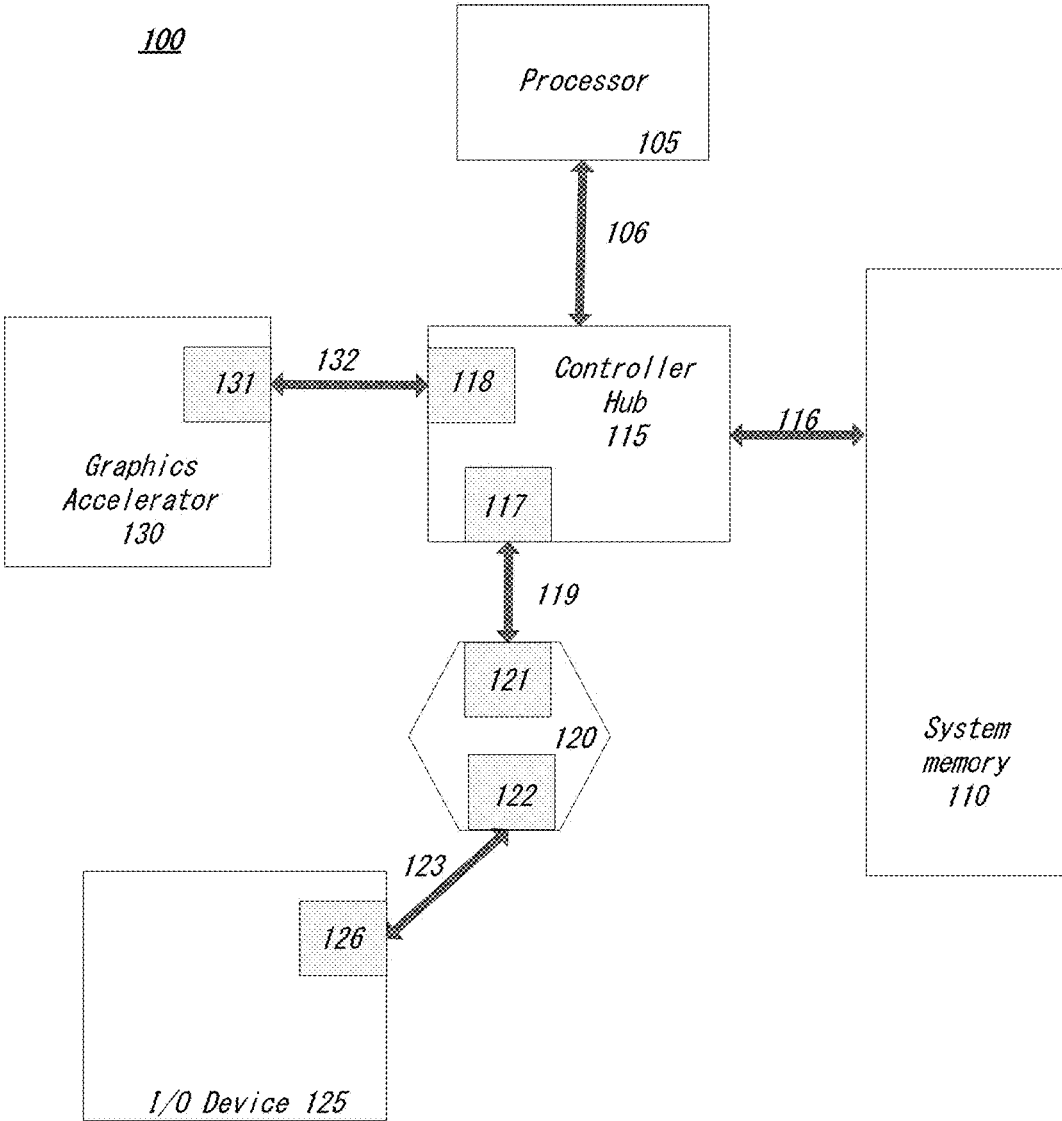 100
Processor
105
106
131
132
118
Controller
Hub
115
116
Graphics
Accelerator
130
117
119
121
120
122
System
memory
110
123
126
I/O Device 125